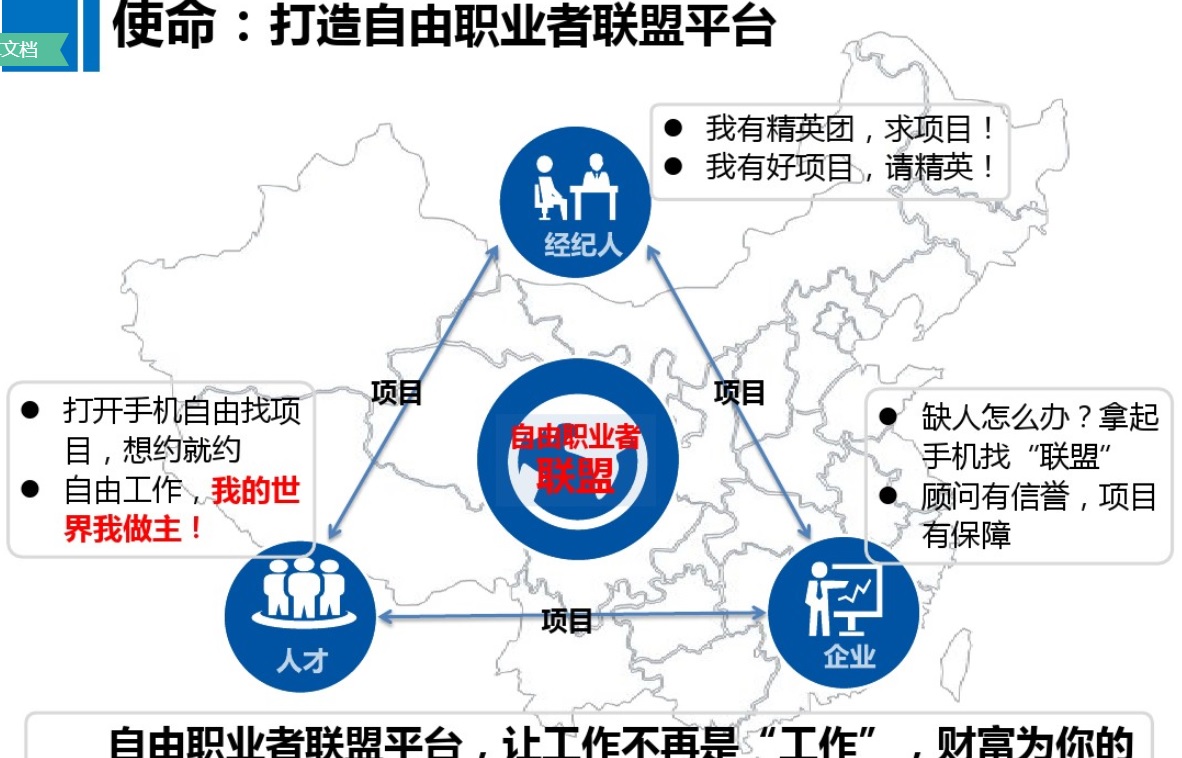 使命：打造自由职业者联盟平台
文档
● 我有精英团，求项目！
● 我有好项目，请精英！
经纪人
项目
项目
● 打开手机自由找项
目，想约就约
● 自由工作，我的世
界我做主！
自由职业者
联盟
● 缺人怎么办？拿起
手机找“联盟”
● 顾问有信誉，项目
有保障
项目
人才
企业
自由职业者联盟平台，让工作不再是“工作”，财富为你的